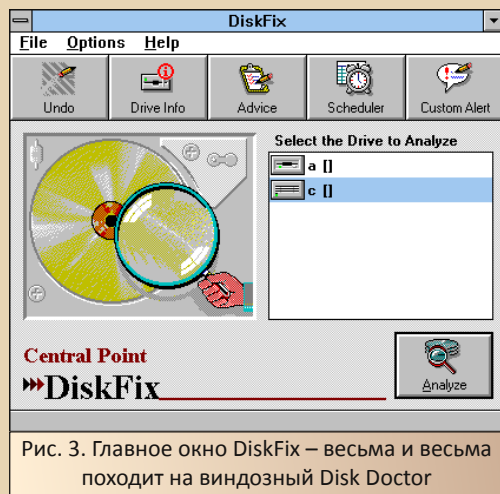 DiskFix
File Options Help
Undo Drive Info Advice Scheduler Custom Alert
Select the Drive to Analyze
a []
c []
Central Point
DiskFix
Analyze
Рис. 3. Главное окно DiskFix – весьма и весьма
походит на виндозный Disk Doctor